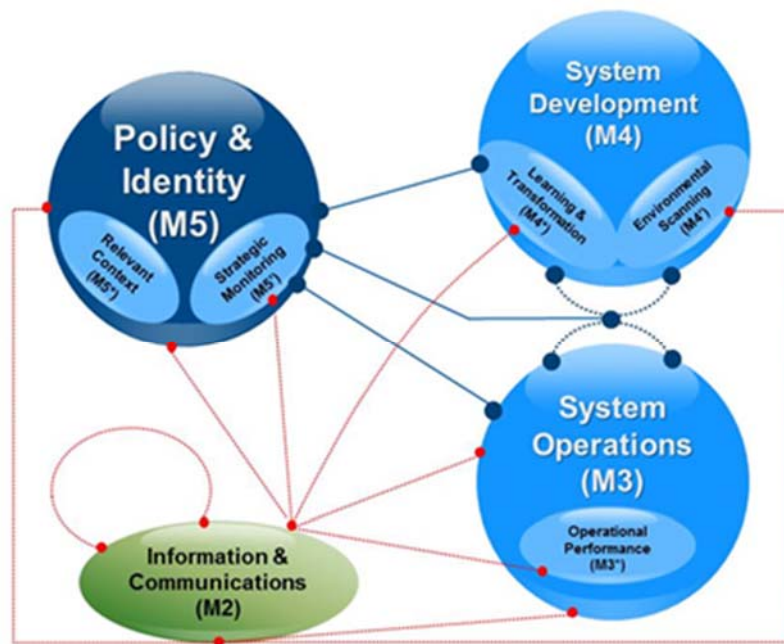 Policy &
Identity
(M5)
Relevant
Context
(M5*)
Strategic
Monitoring
(M5')
System
Development
(M4)
Learning &
Transformation
(M4*)
Environmental
Scanning
(M4')
System
Operations
(M3)
Operational
Performance
(M3*)
Information &
Communications
(M2)